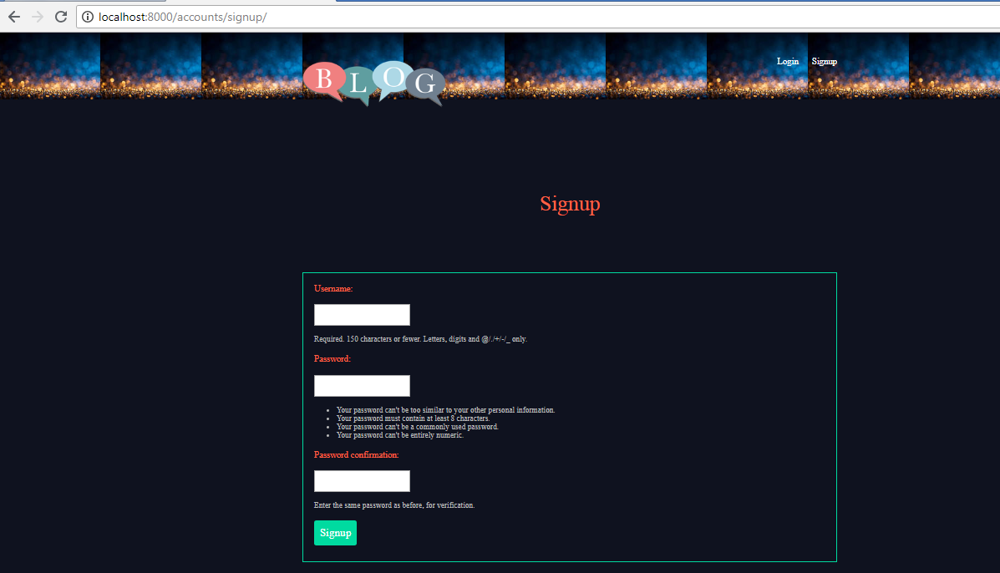 localhost:8000/accounts/signup/
BLOG
Login Signup
Signup
Username:
Required. 150 characters or fewer. Letters, digits and @/./+/-/_ only.
Password:
Your password can't be too similar to your other personal information.
Your password must contain at least 8 characters.
Your password can't be a commonly used password.
Your password can't be entirely numeric.
Password confirmation:
Enter the same password as before, for verification.
Signup